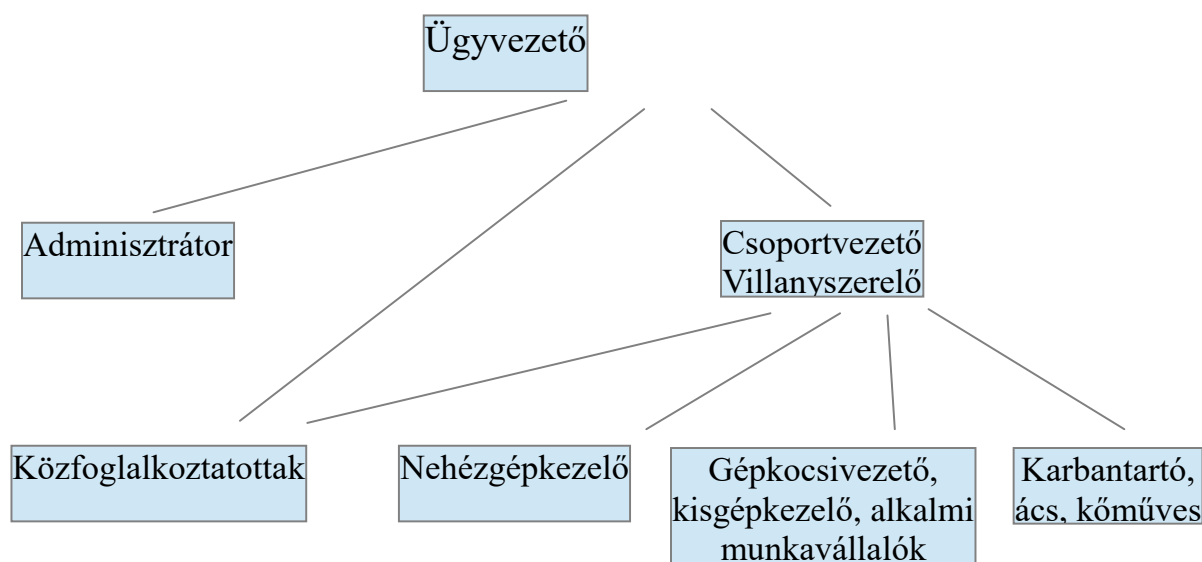 Ügyvezető
Adminisztrátor
Csoportvezető
Villanyszerelő
Közfoglalkoztatottak
Nehézgépkezelő
Gépkocsivezető,
kisgépkezelő, alkalmi
munkavállalók
Karbantartó,
ács, kőműves